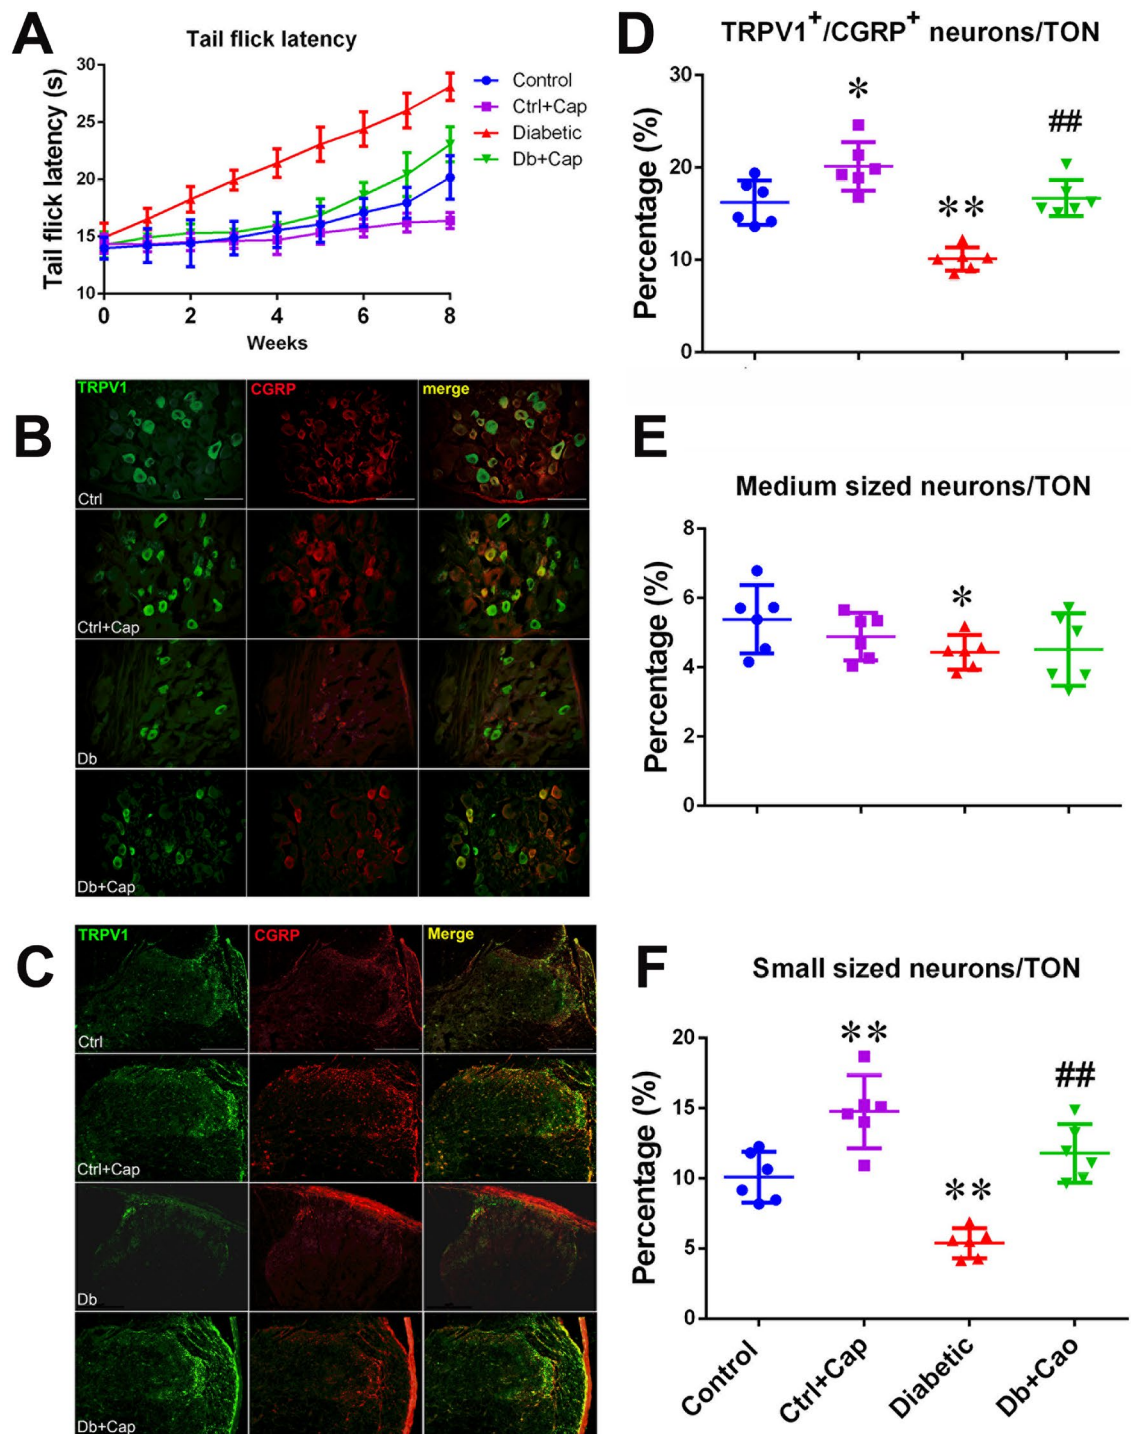 A
Tail flick latency
Tail flick latency (s)
30
25
20
15
10
0
2
4
6
8
Weeks
Control
Ctrl+Cap
Diabetic
Db+Cap
B
TRPV1
CGRP
merge
Ctrl
Ctrl+Cap
Db
Db+Cap
C
TRPV1
CGRP
Merge
Ctrl
Ctrl+Cap
Db
Db+Cap
D
TRPV1+/CGRP+ neurons/TON
Percentage (%)
30
20
10
0
*
**
##
E
Medium sized neurons/TON
Percentage (%)
8
6
4
2
0
*
F
Small sized neurons/TON
Percentage (%)
20
15
10
5
0
**
**
##
Control
Ctrl+Cap
Diabetic
Db+Cao